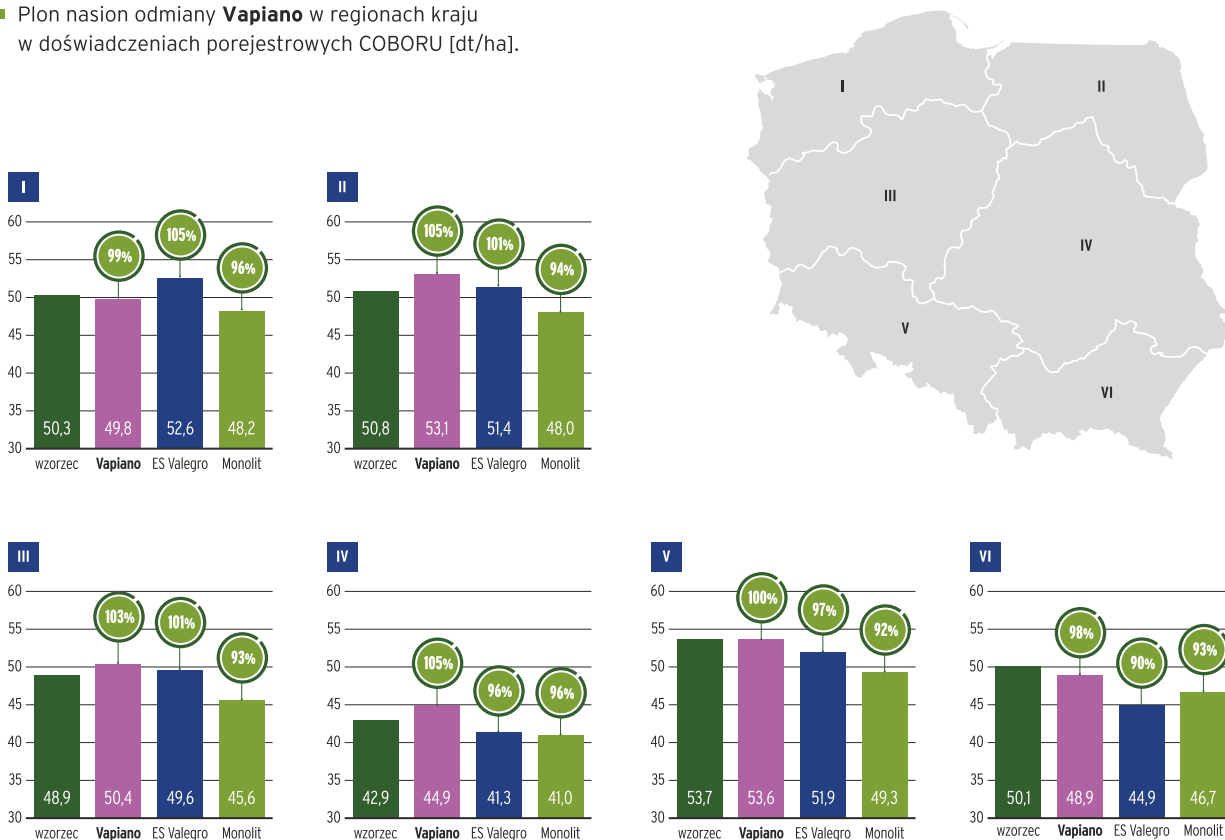 Plon nasion odmiany Vapiano w regionach kraju
w doświadczeniach porejestrowych COBORU [dt/ha].
I
II
III
IV
V
VI
I
60
55
50
45
40
35
30
99%
105%
96%
50,3
49,8
52,6
48,2
wzorzec
Vapiano
ES Valegro
Monolit
II
60
55
50
45
40
35
30
105%
101%
94%
50,8
53,1
51,4
48,0
wzorzec
Vapiano
ES Valegro
Monolit
III
60
55
50
45
40
35
30
103%
101%
93%
48,9
50,4
49,6
45,6
wzorzec
Vapiano
ES Valegro
Monolit
IV
60
55
50
45
40
35
30
105%
96%
96%
42,9
44,9
41,3
41,0
wzorzec
Vapiano
ES Valegro
Monolit
V
60
55
50
45
40
35
30
100%
97%
92%
53,7
53,6
51,9
49,3
wzorzec
Vapiano
ES Valegro
Monolit
VI
60
55
50
45
40
35
30
98%
90%
93%
50,1
48,9
44,9
46,7
wzorzec
Vapiano
ES Valegro
Monolit